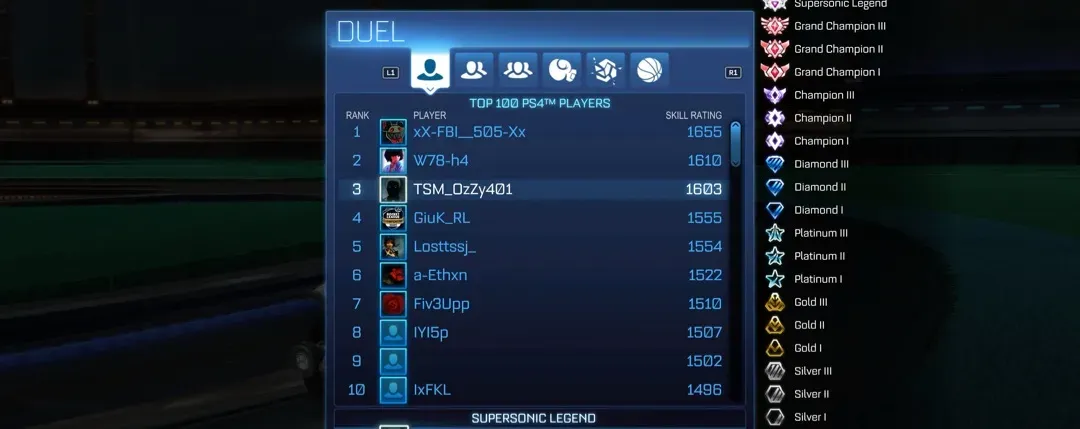 DUEL
L1
R1
TOP 100 PS4™ PLAYERS
RANK PLAYER SKILL RATING
1 xX-FBI__505-Xx 1655
2 W78-h4 1610
3 TSM_OzZy401 1603
4 GiuK_RL 1555
5 Losttssj_ 1554
6 a-Ethxn 1522
7 Fiv3Upp 1510
8 IYI5p 1507
9 1502
10 IxFKL 1496
SUPERSONIC LEGEND
Supersonic Legend
Grand Champion III
Grand Champion II
Grand Champion I
Champion III
Champion II
Champion I
Diamond III
Diamond II
Diamond I
Platinum III
Platinum II
Platinum I
Gold III
Gold II
Gold I
Silver III
Silver II
Silver I